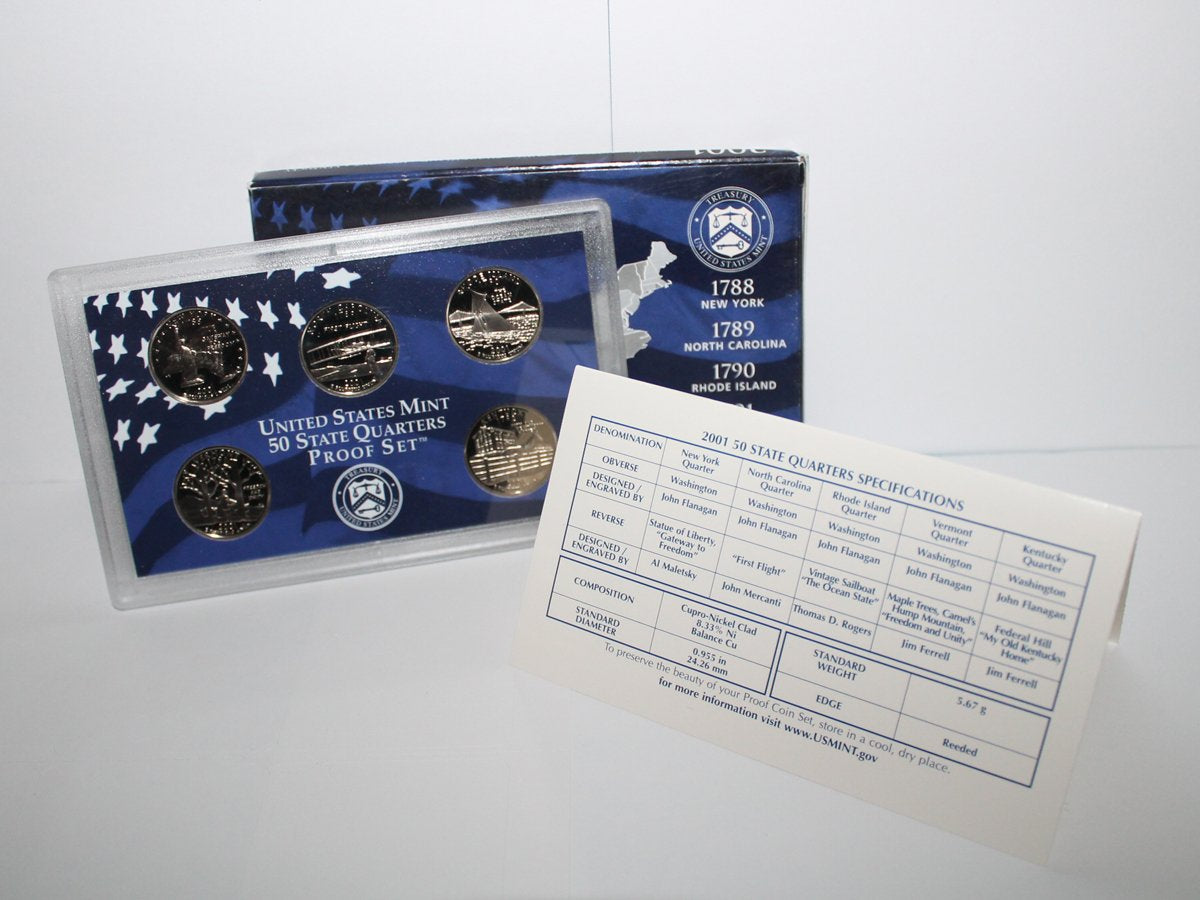 2001
TREASURY
UNITED STATES MINT
1788
NEW YORK
1789
NORTH CAROLINA
1790
RHODE ISLAND
FIRST FLIGHT
UNITED STATES MINT
50 STATE QUARTERS
PROOF SET™
TREASURY
UNITED STATES MINT
2001 50 STATE QUARTERS SPECIFICATIONS
DENOMINATION New York Quarter North Carolina Quarter Rhode Island Quarter Vermont Quarter Kentucky Quarter
OBVERSE Washington Washington Washington Washington Washington
DESIGNED / ENGRAVED BY John Flanagan John Flanagan John Flanagan John Flanagan John Flanagan
REVERSE Statue of Liberty, "Gateway to Freedom" "First Flight" Vintage Sailboat "The Ocean State" Maple Trees, Camel's Hump Mountain, "Freedom and Unity" Federal Hill "My Old Kentucky Home"
DESIGNED / ENGRAVED BY Al Maletsky John Mercanti Thomas D. Rogers Jim Ferrell Jim Ferrell
COMPOSITION Cupro-Nickel Clad 8.33% Ni Balance Cu
STANDARD DIAMETER 0.955 in 24.26 mm
STANDARD WEIGHT 5.67 g
EDGE Reeded
To preserve the beauty of your Proof Coin Set, store in a cool, dry place.
for more information visit www.USMINT.gov